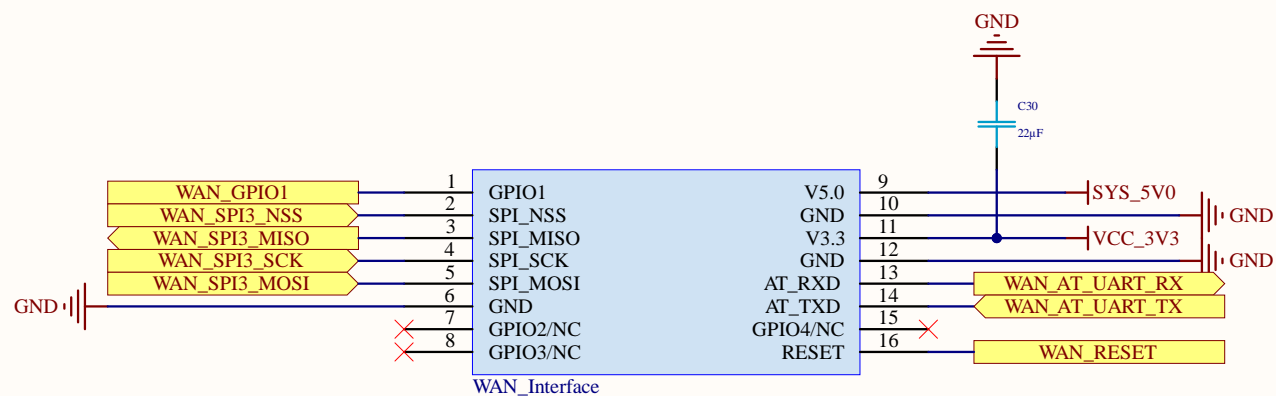 GND
C30
22µF
WAN_GPIO1 1 GPIO1 V5.0 9 SYS_5V0
WAN_SPI3_NSS 2 SPI_NSS GND 10 GND
WAN_SPI3_MISO 3 SPI_MISO V3.3 11 VCC_3V3
WAN_SPI3_SCK 4 SPI_SCK GND 12 GND
WAN_SPI3_MOSI 5 SPI_MOSI AT_RXD 13 WAN_AT_UART_RX
GND 6 GND AT_TXD 14 WAN_AT_UART_TX
7 GPIO2/NC GPIO4/NC 15
8 GPIO3/NC RESET 16 WAN_RESET
WAN_Interface